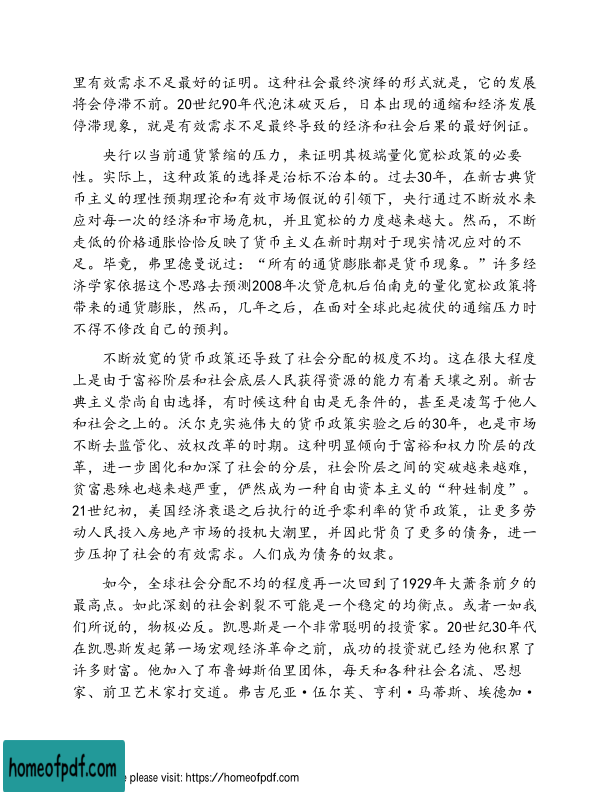 里有效需求不足最好的证明。这种社会最终演绎的形式就是，它的发展
将会停滞不前。20世纪90年代泡沫破灭后，日本出现的通缩和经济发展
停滞现象，就是有效需求不足最终导致的经济和社会后果的最好例证。
央行以当前通货紧缩的压力，来证明其极端量化宽松政策的必要
性。实际上，这种政策的选择是治标不治本的。过去30年，在新古典货
币主义的理性预期理论和有效市场假说的引领下，央行通过不断放水来
应对每一次的经济和市场危机，并且宽松的力度越来越大。然而，不断
走低的价格通胀恰恰反映了货币主义在新时期对于现实情况应对的不
足。毕竟，弗里德曼说过：“所有的通货膨胀都是货币现象。”许多经
济学家依据这个思路去预测2008年次贷危机后伯南克的量化宽松政策将
带来的通货膨胀，然而，几年之后，在面对全球此起彼伏的通缩压力时
不得不修改自己的预判。
不断放宽的货币政策还导致了社会分配的极度不均。这在很大程度
上是由于富裕阶层和社会底层人民获得资源的能力有着天壤之别。新古
典主义崇尚自由选择，有时候这种自由是无条件的，甚至是凌驾于他人
和社会之上的。沃尔克实施伟大的货币政策实验之后的30年，也是市场
不断去监管化、放权改革的时期。这种明显倾向于富裕和权力阶层的改
革，进一步固化和加深了社会的分层，社会阶层之间的突破越来越难，
贫富悬殊也越来越严重，俨然成为一种自由资本主义的“种姓制度”。
21世纪初，美国经济衰退之后执行的近乎零利率的货币政策，让更多劳
动人民投入房地产市场的投机大潮里，并因此背负了更多的债务，进一
步压抑了社会的有效需求。人们成为债务的奴隶。
如今，全球社会分配不均的程度再一次回到了1929年大萧条前夕的
最高点。如此深刻的社会割裂不可能是一个稳定的均衡点。或者一如我
们所说的，物极必反。凯恩斯是一个非常聪明的投资家。20世纪30年代
在凯恩斯发起第一场宏观经济革命之前，成功的投资就已经为他积累了
许多财富。他加入了布鲁姆斯伯里团体，每天和各种社会名流、思想
家、前卫艺术家打交道。弗吉尼亚·伍尔芙、亨利·马蒂斯、埃德加·
homeofpdf.com
e please visit: https://homeofpdf.com